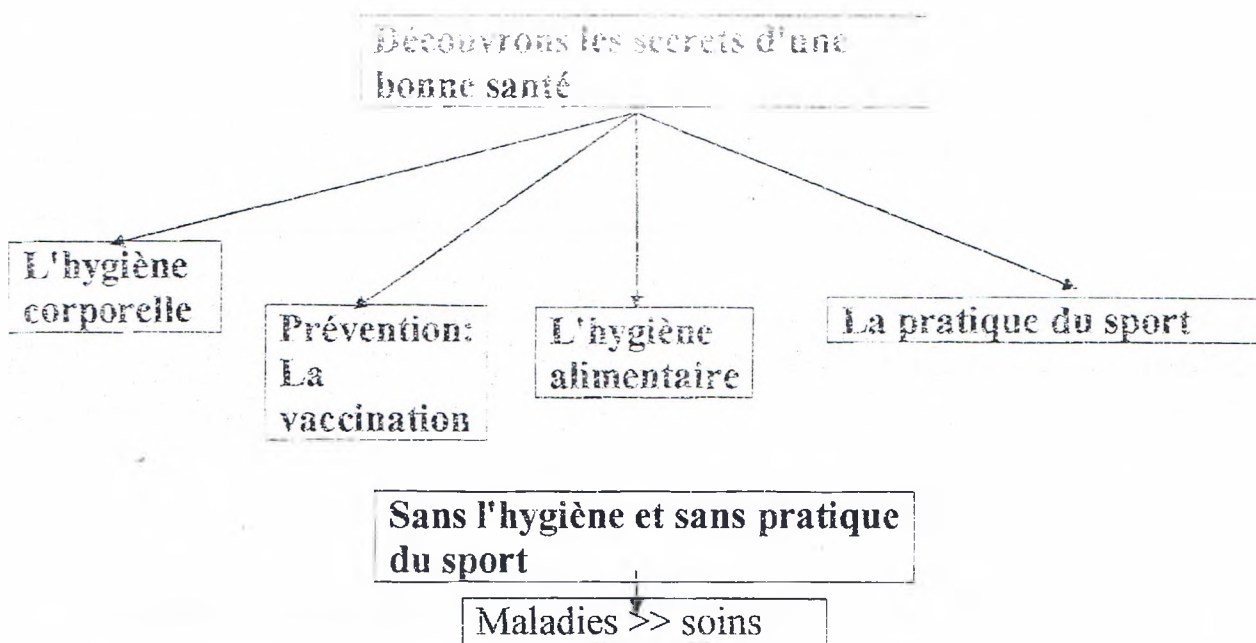 Découvrons les secrets d'une
bonne santé
L'hygiène
corporelle
Prévention:
La
vaccination
L'hygiène
alimentaire
La pratique du sport
Sans l'hygiène et sans pratique
du sport
Maladies >> soins